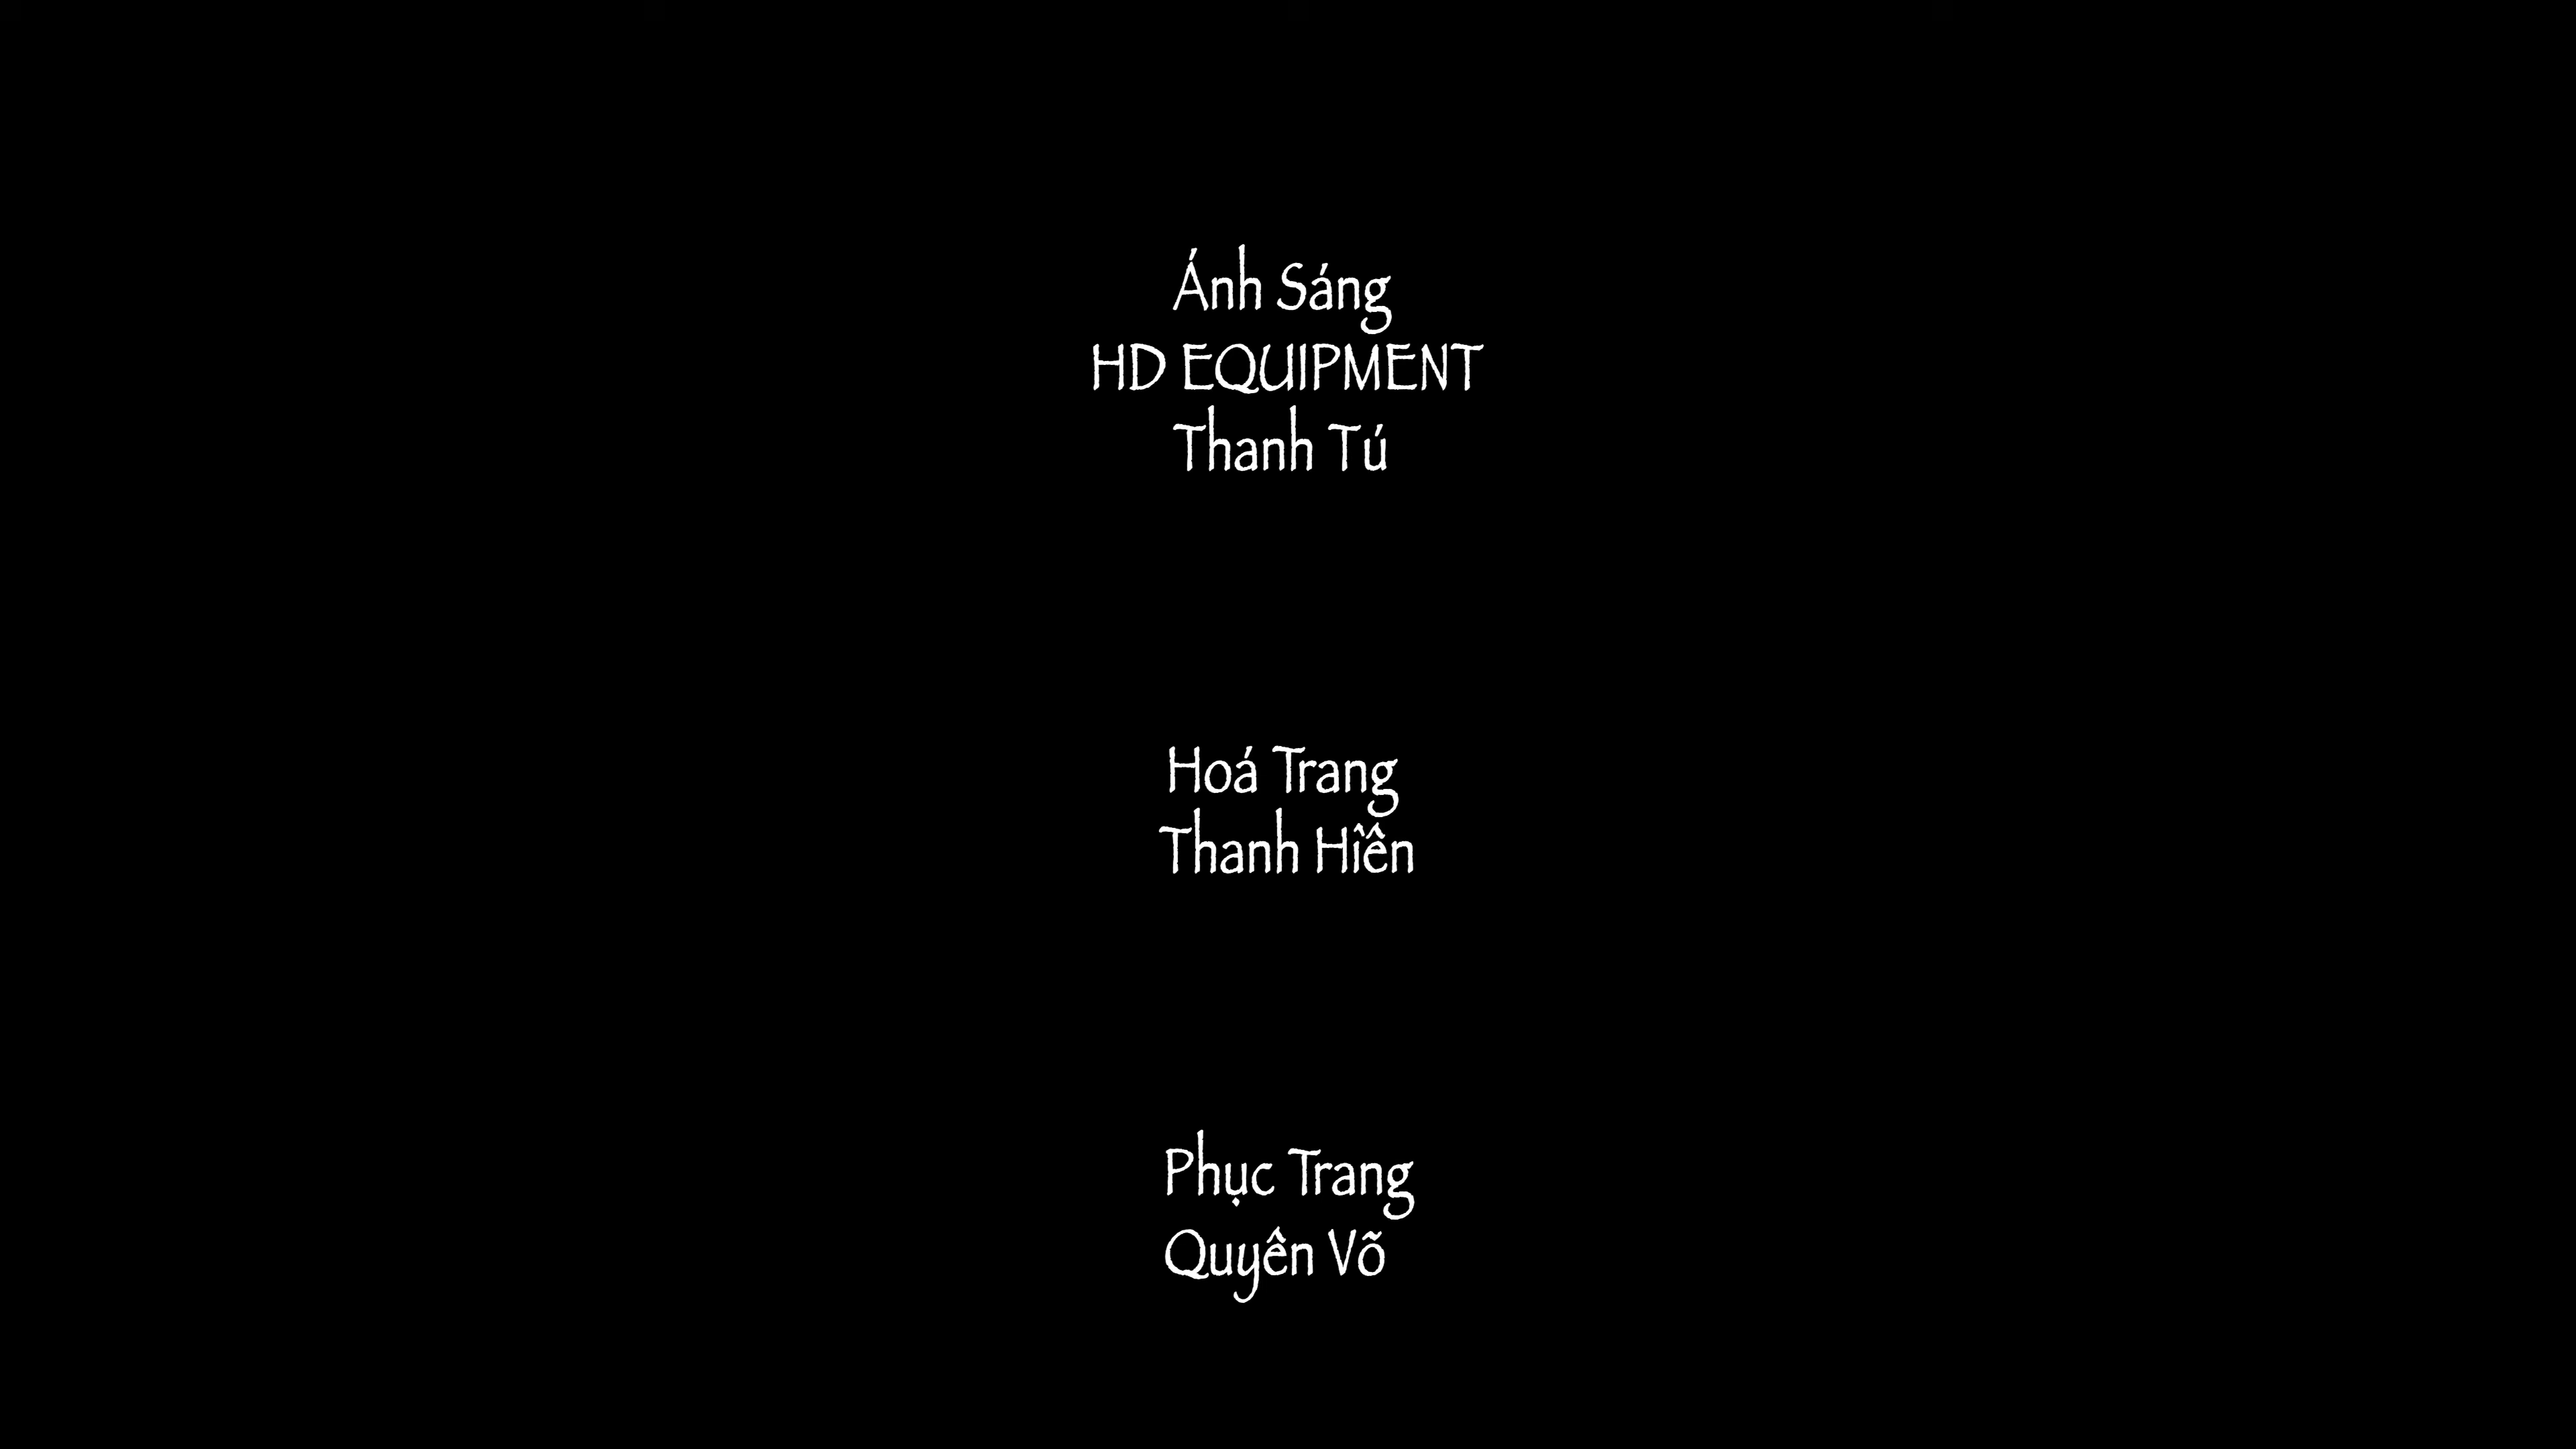 Ánh Sáng
HD EQUIPMENT
Thanh Tú
Hoá Trang
Thanh Hiền
Phục Trang
Quyên Võ